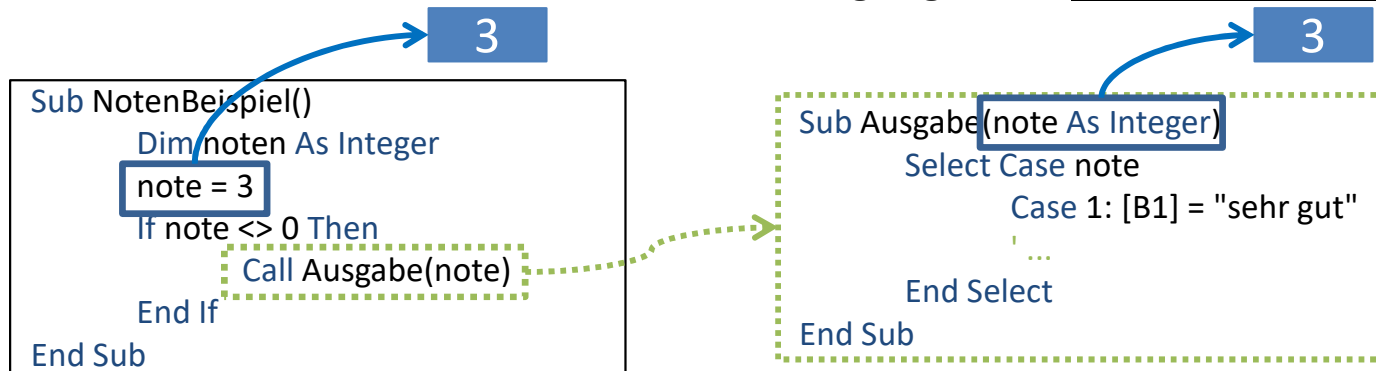 3
3
Sub NotenBeispiel()
Dim noten As Integer
note = 3
If note <> 0 Then
Call Ausgabe(note)
End If
End Sub
Sub Ausgabe(note As Integer)
Select Case note
Case 1: [B1] = "sehr gut"
' ...
End Select
End Sub